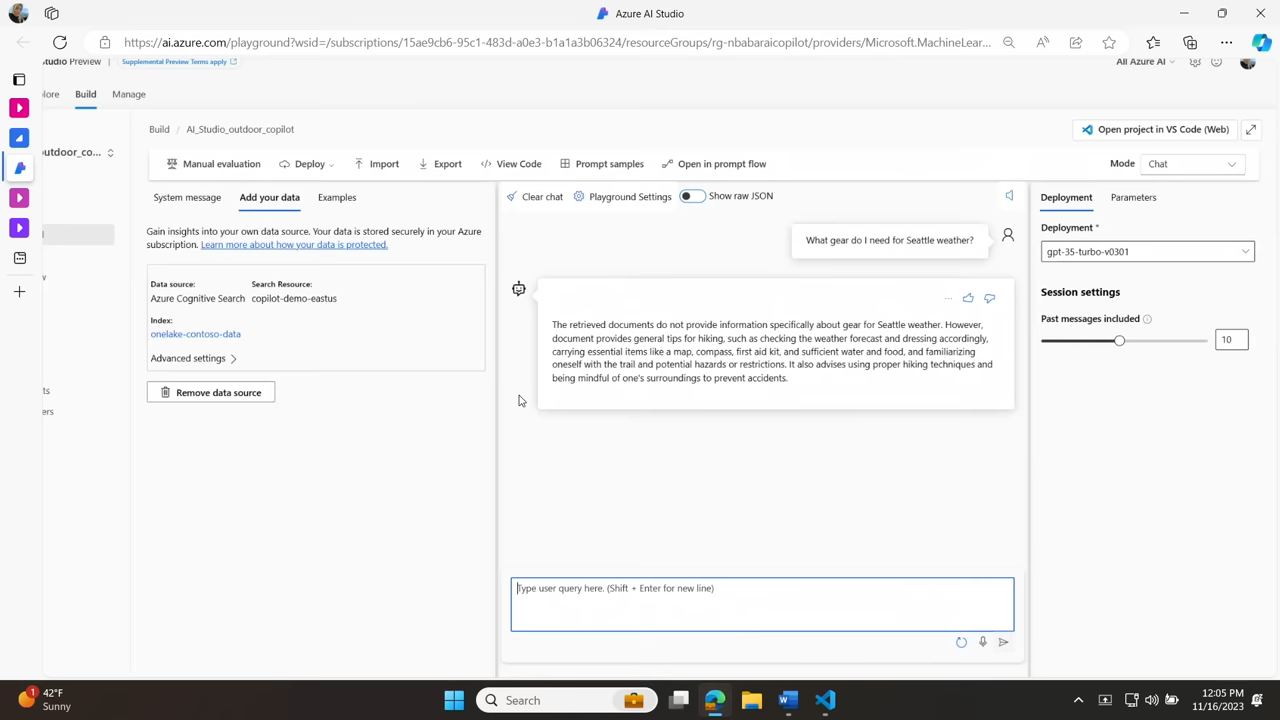 Azure AI Studio
https://ai.azure.com/playground?wsid=/subscriptions/15ae9cb6-95c1-483d-a0e3-b1a1a3b06324/resourceGroups/rg-nbabaraicopilot/providers/Microsoft.MachineLear...
Studio Preview | Supplemental Preview Terms apply
All Azure AI
lore Build Manage
Build / AI_Studio_outdoor_copilot
Open project in VS Code (Web)
utdoor_co...
Manual evaluation Deploy Import Export </> View Code Prompt samples Open in prompt flow
Mode Chat
System message Add your data Examples
Clear chat Playground Settings Show raw JSON
Deployment Parameters
Gain insights into your own data source. Your data is stored securely in your Azure
subscription. Learn more about how your data is protected.
Deployment *
gpt-35-turbo-v0301
What gear do I need for Seattle weather?
Data source: Search Resource:
Azure Cognitive Search copilot-demo-eastus
Index:
onelake-contoso-data
Advanced settings
Remove data source
ts
ers
Session settings
Past messages included
10
...
The retrieved documents do not provide information specifically about gear for Seattle weather. However,
document provides general tips for hiking, such as checking the weather forecast and dressing accordingly,
carrying essential items like a map, compass, first aid kit, and sufficient water and food, and familiarizing
oneself with the trail and potential hazards or restrictions. It also advises using proper hiking techniques and
being mindful of one's surroundings to prevent accidents.
Type user query here. (Shift + Enter for new line)
1
42°F
Sunny
Search
12:05 PM
11/16/2023